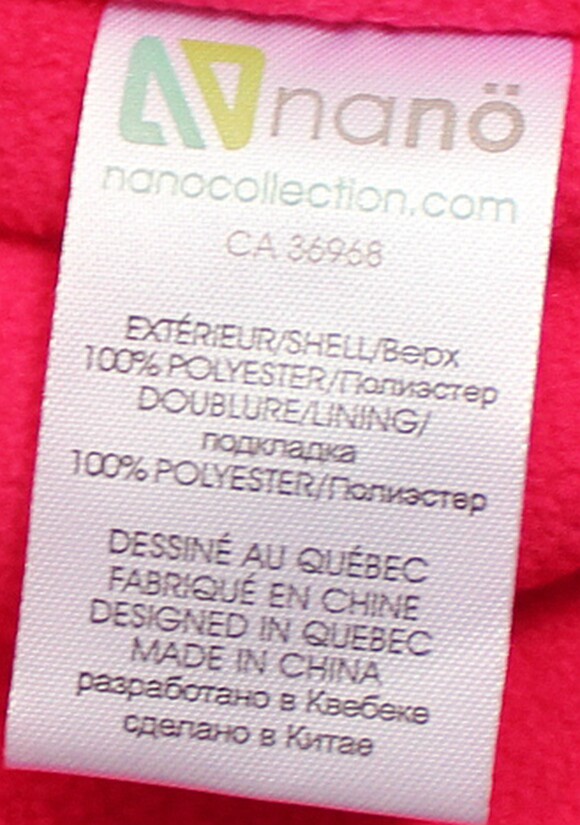 nanö
nanocollection.com
CA 36968
EXTÉRIEUR/SHELL/Верх
100% POLYESTER/Полиэстер
DOUBLURE/LINING/
подкладка
100% POLYESTER/Полиэстер
DESSINÉ AU QUÉBEC
FABRIQUÉ EN CHINE
DESIGNED IN QUEBEC
MADE IN CHINA
разработано в Квебеке
сделано в Китае